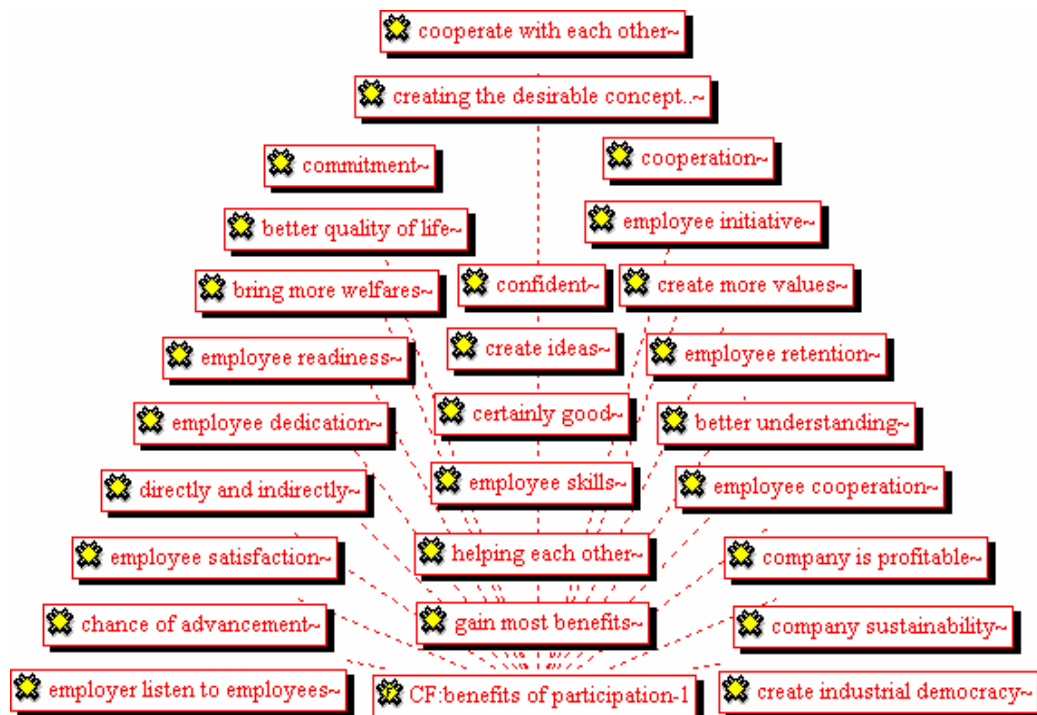 cooperate with each other~
creating the desirable concept..~
commitment~
cooperation~
better quality of life~
employee initiative~
bring more welfares~
confident~
create more values~
employee readiness~
create ideas~
employee retention~
employee dedication~
certainly good~
better understanding~
directly and indirectly~
employee skills~
employee cooperation~
employee satisfaction~
helping each other~
company is profitable~
chance of advancement~
gain most benefits~
company sustainability~
employer listen to employees~
F CF:benefits of participation-1
create industrial democracy~